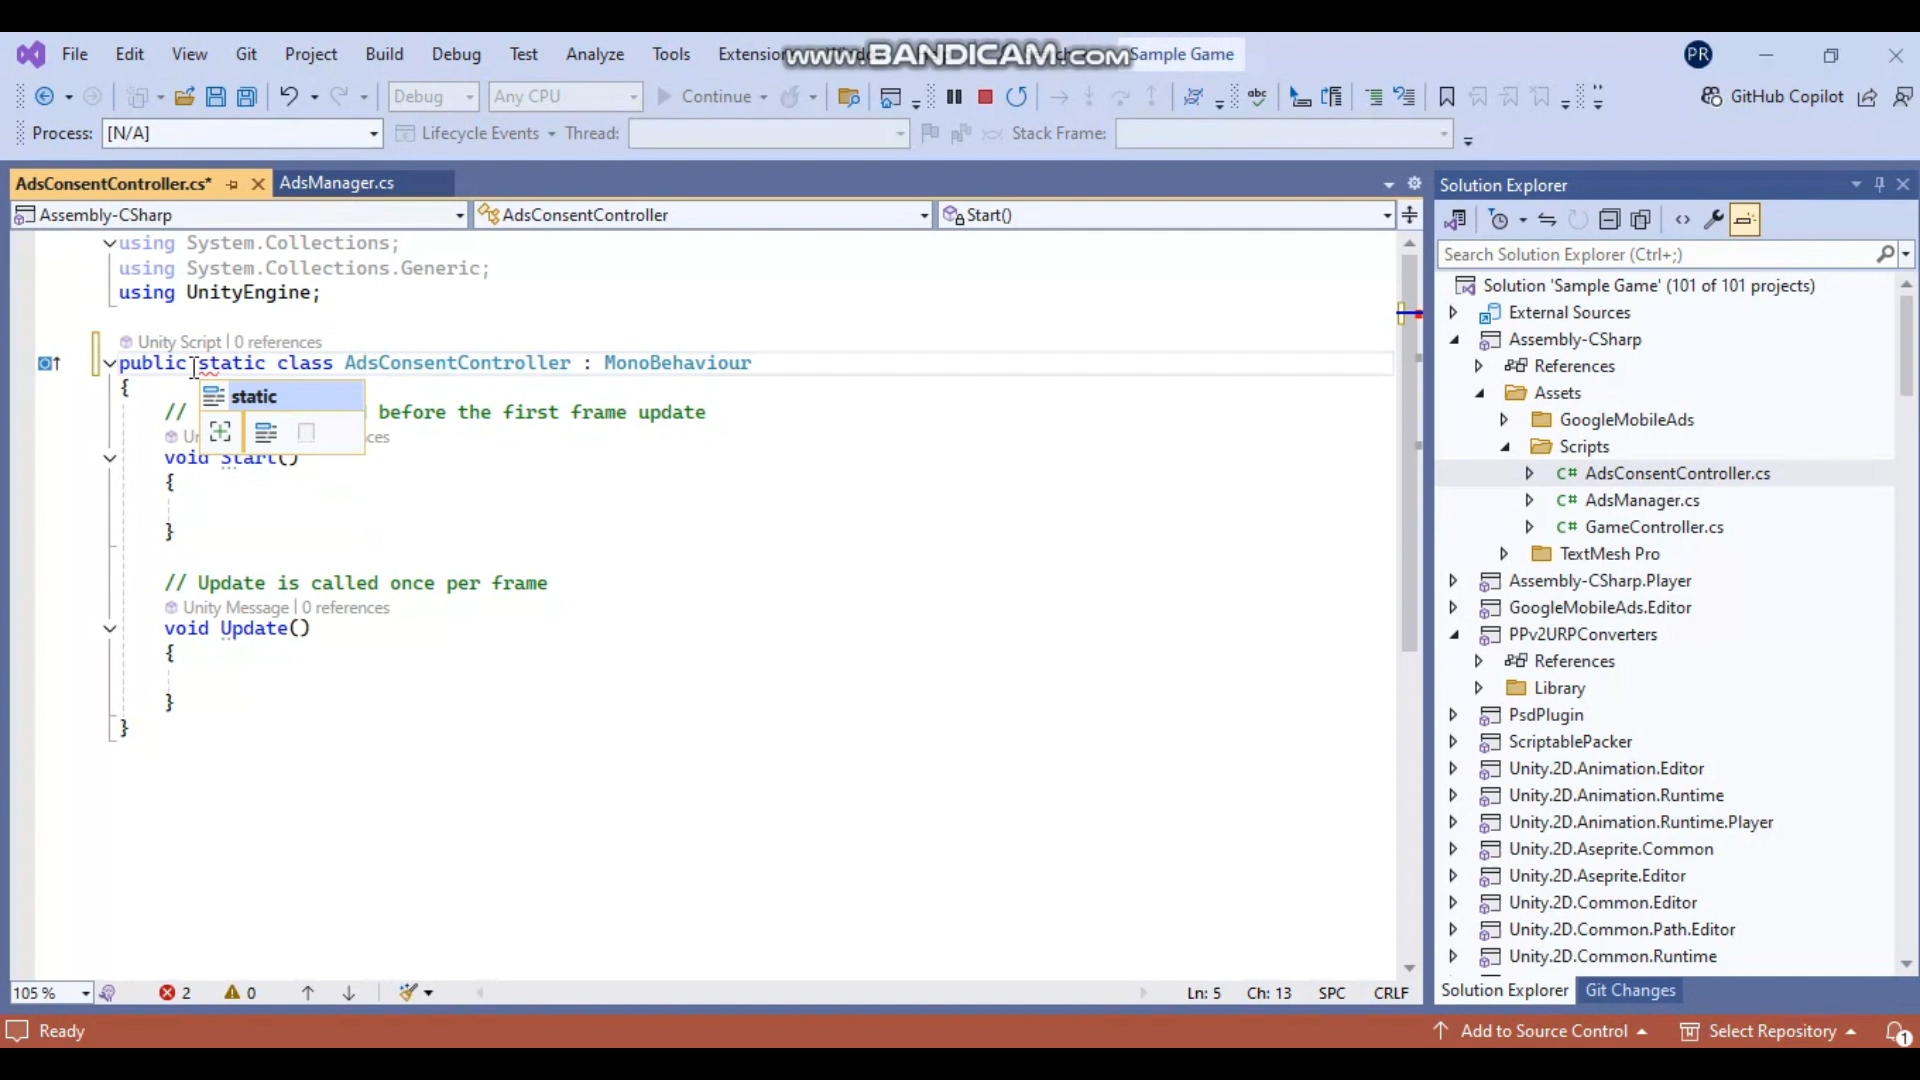 File Edit View Git Project Build Debug Test Analyze Tools Extension www.BANDICAM.com Sample Game PR
Debug Any CPU Continue GitHub Copilot
Process: [N/A] Lifecycle Events Thread: Stack Frame:
AdsConsentController.cs* AdsManager.cs
Assembly-CSharp AdsConsentController Start()
using System.Collections;
using System.Collections.Generic;
using UnityEngine;
Unity Script | 0 references
public static class AdsConsentController : MonoBehaviour
{
static
// before the first frame update
void Start()
{
}
// Update is called once per frame
Unity Message | 0 references
void Update()
{
}
}
105 % 2 0 Ln: 5 Ch: 13 SPC CRLF
Solution Explorer
Search Solution Explorer (Ctrl+;)
Solution 'Sample Game' (101 of 101 projects)
External Sources
Assembly-CSharp
References
Assets
GoogleMobileAds
Scripts
C# AdsConsentController.cs
C# AdsManager.cs
C# GameController.cs
TextMesh Pro
Assembly-CSharp.Player
GoogleMobileAds.Editor
PPv2URPConverters
References
Library
PsdPlugin
ScriptablePacker
Unity.2D.Animation.Editor
Unity.2D.Animation.Runtime
Unity.2D.Animation.Runtime.Player
Unity.2D.Aseprite.Common
Unity.2D.Aseprite.Editor
Unity.2D.Common.Editor
Unity.2D.Common.Path.Editor
Unity.2D.Common.Runtime
Solution Explorer Git Changes
Ready Add to Source Control Select Repository 1